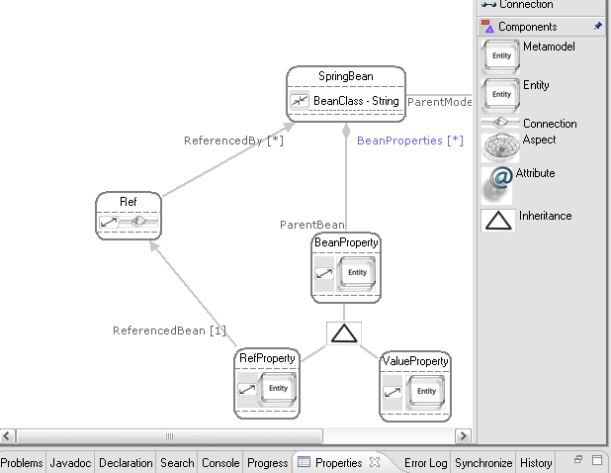 Connection
Components
Metamodel
Entity
Entity
Entity
Connection
Aspect
Attribute
Inheritance
SpringBean
BeanClass - String
ParentMode
ReferencedBy [*]
BeanProperties [*]
Ref
ParentBean
BeanProperty
Entity
ReferencedBean [1]
RefProperty
Entity
ValueProperty
Entity
Problems Javadoc Declaration Search Console Progress Properties Error Log Synchronize History